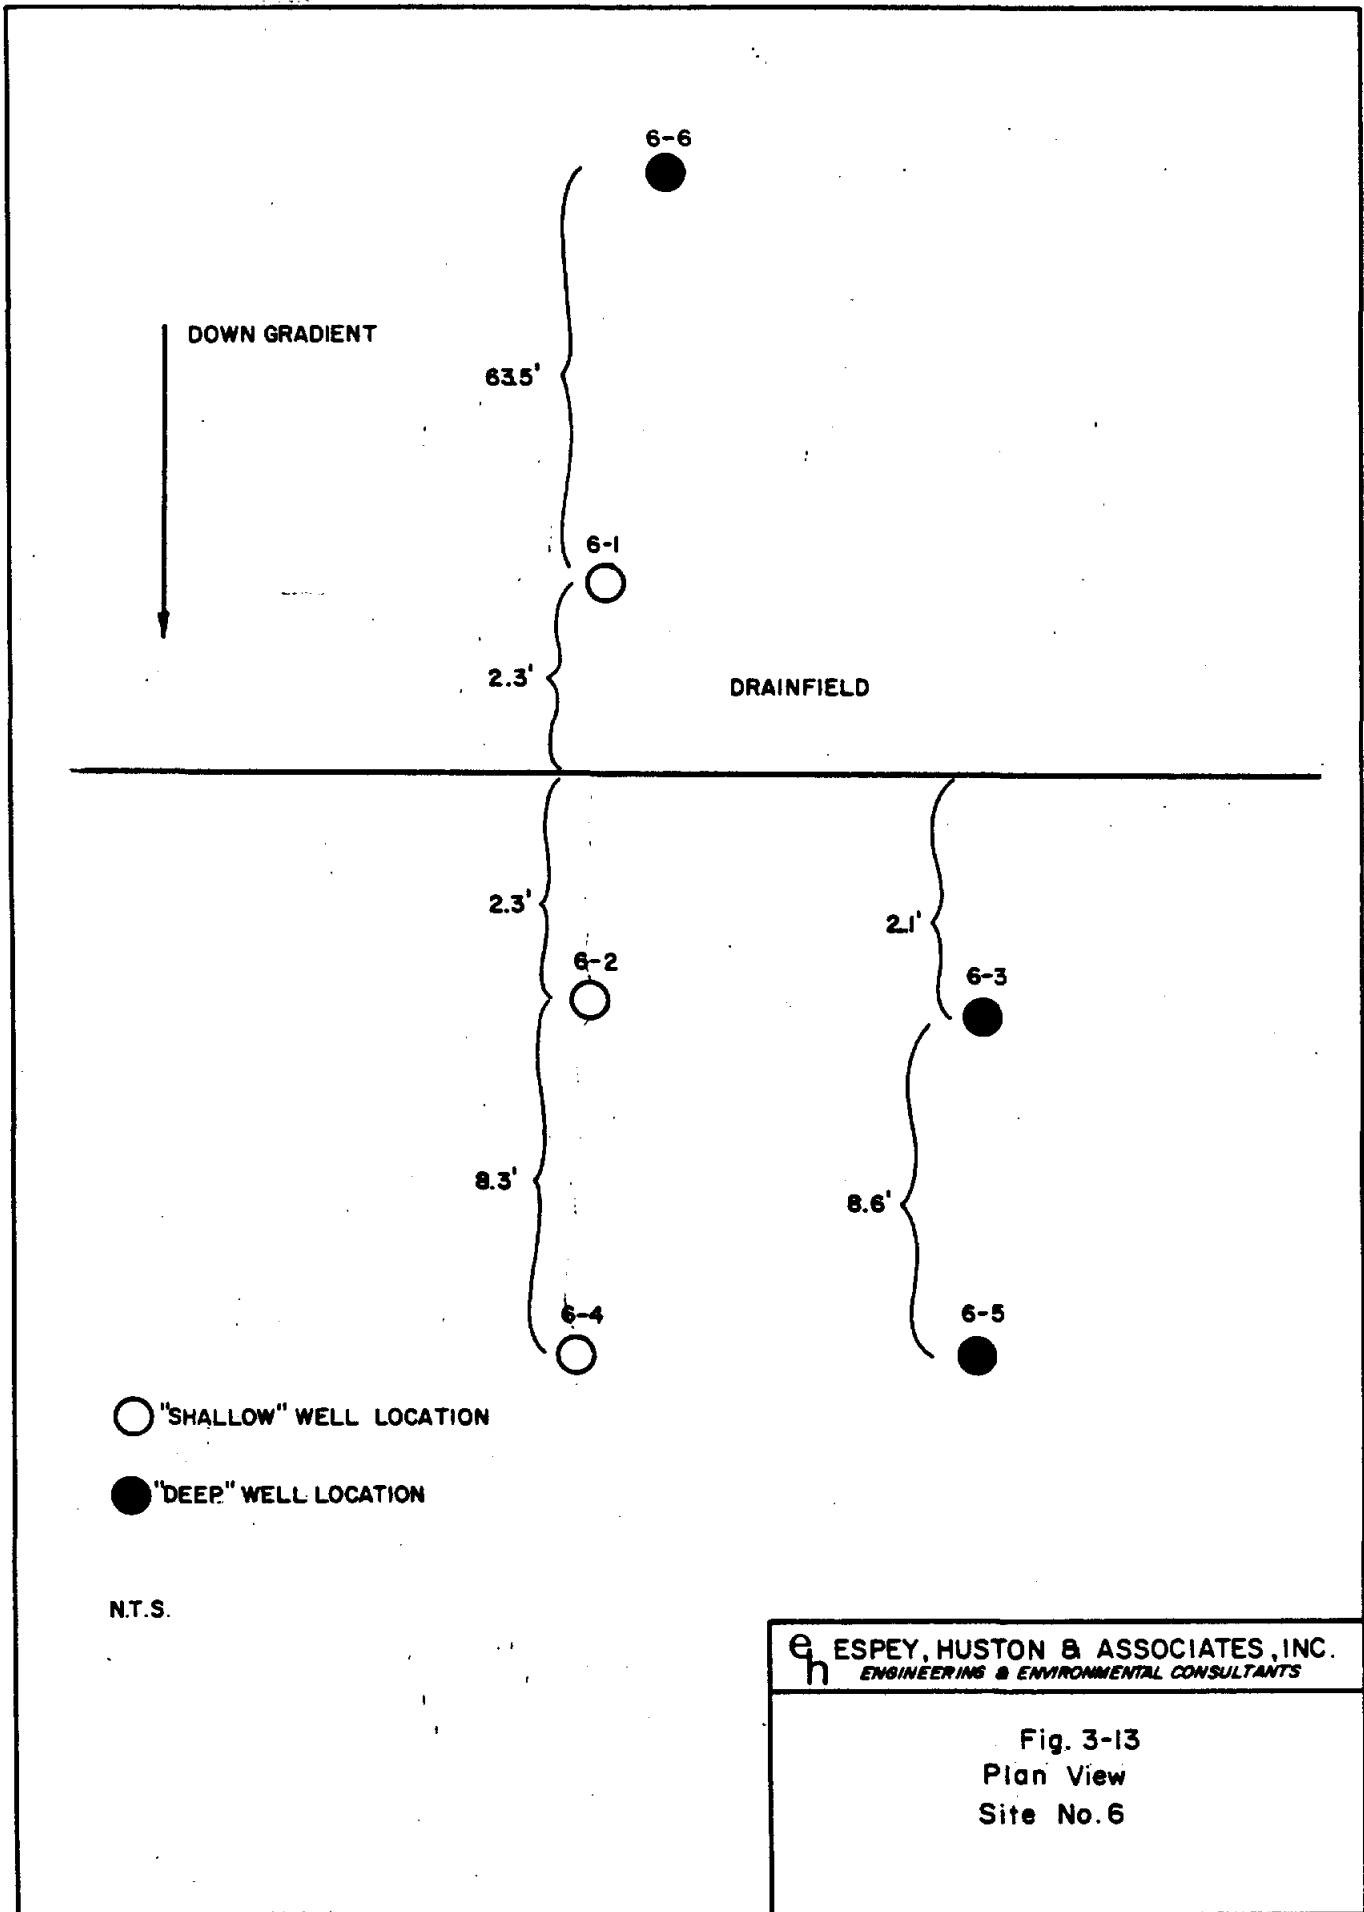 6-6
DOWN GRADIENT
63.5'
6-1
2.3'
DRAINFIELD
2.3'
2.1'
6-2
6-3
8.3'
8.6'
6-4
6-5
"SHALLOW" WELL LOCATION
"DEEP" WELL LOCATION
N.T.S.
eh ESPEY, HUSTON & ASSOCIATES, INC.
ENGINEERING & ENVIRONMENTAL CONSULTANTS
Fig. 3-13
Plan View
Site No. 6